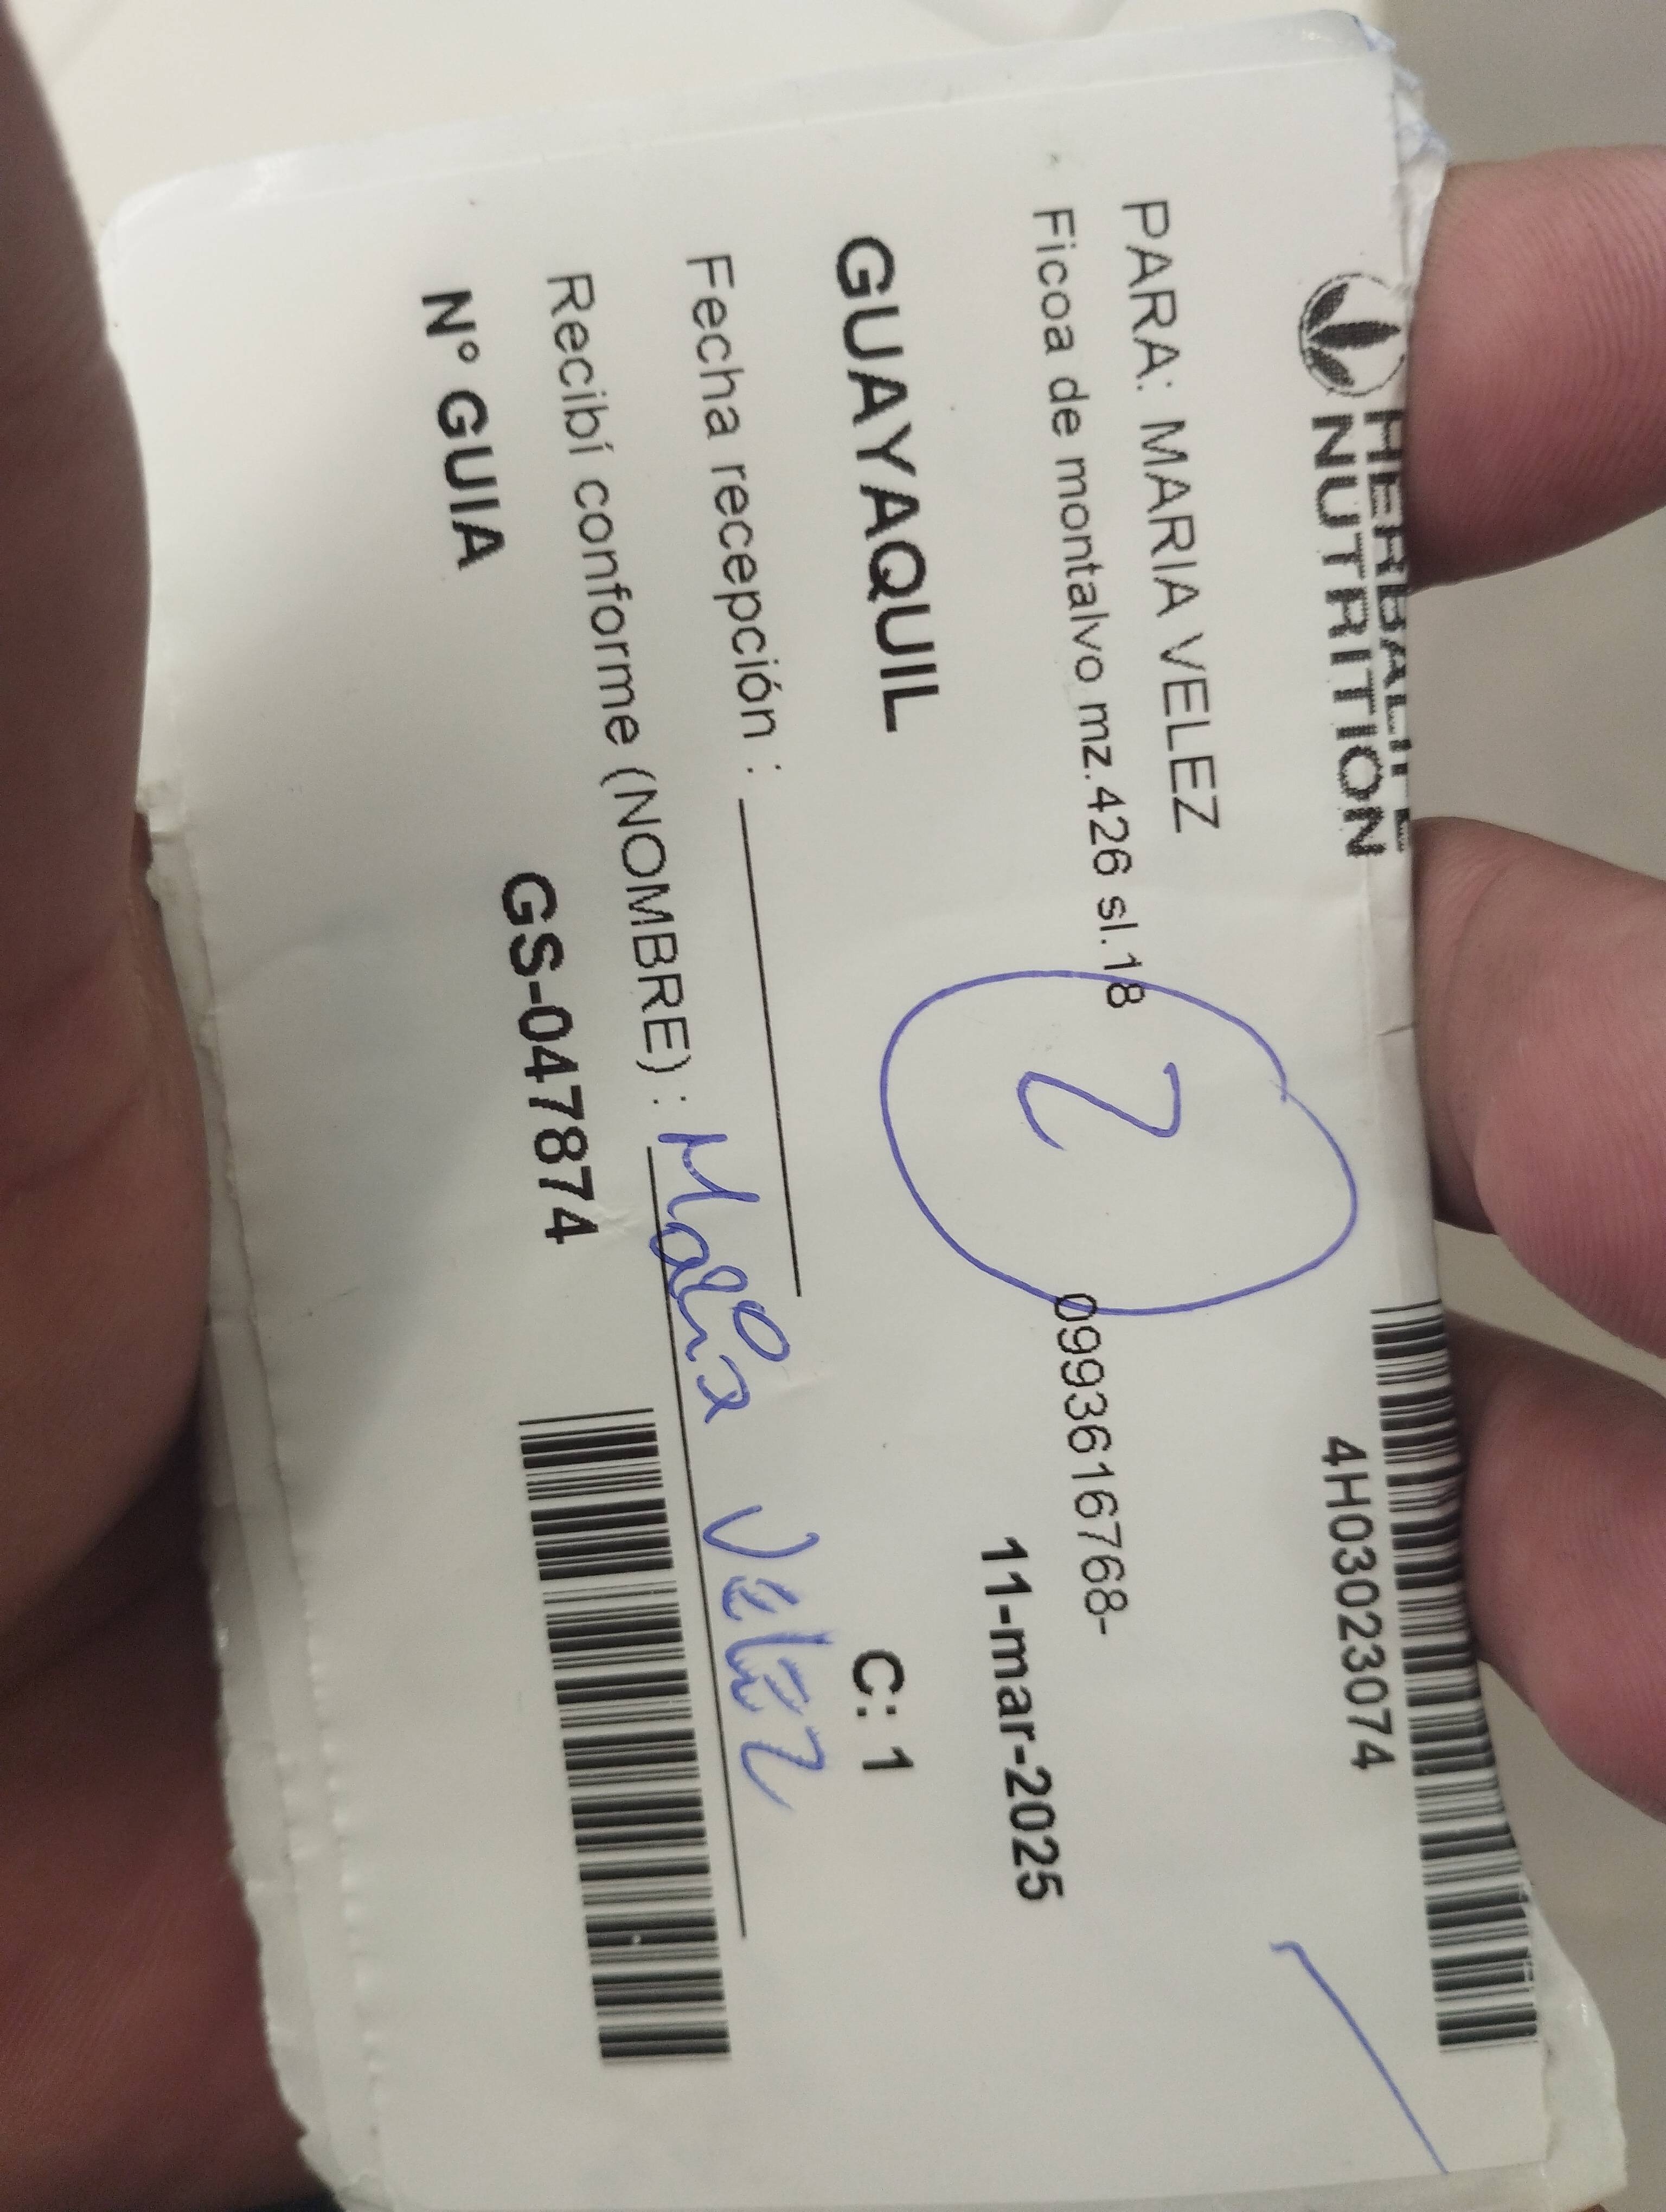 HERBALIFE
NUTRITION
4H03023074
PARA: MARIA VELEZ
Ficoa de montalvo mz.426 sl.18
2
0993616768-
11-mar-2025
GUAYAQUIL
C: 1
Fecha recepción :
Recibí conforme (NOMBRE) : Maria Velez
N° GUIA
GS-047874